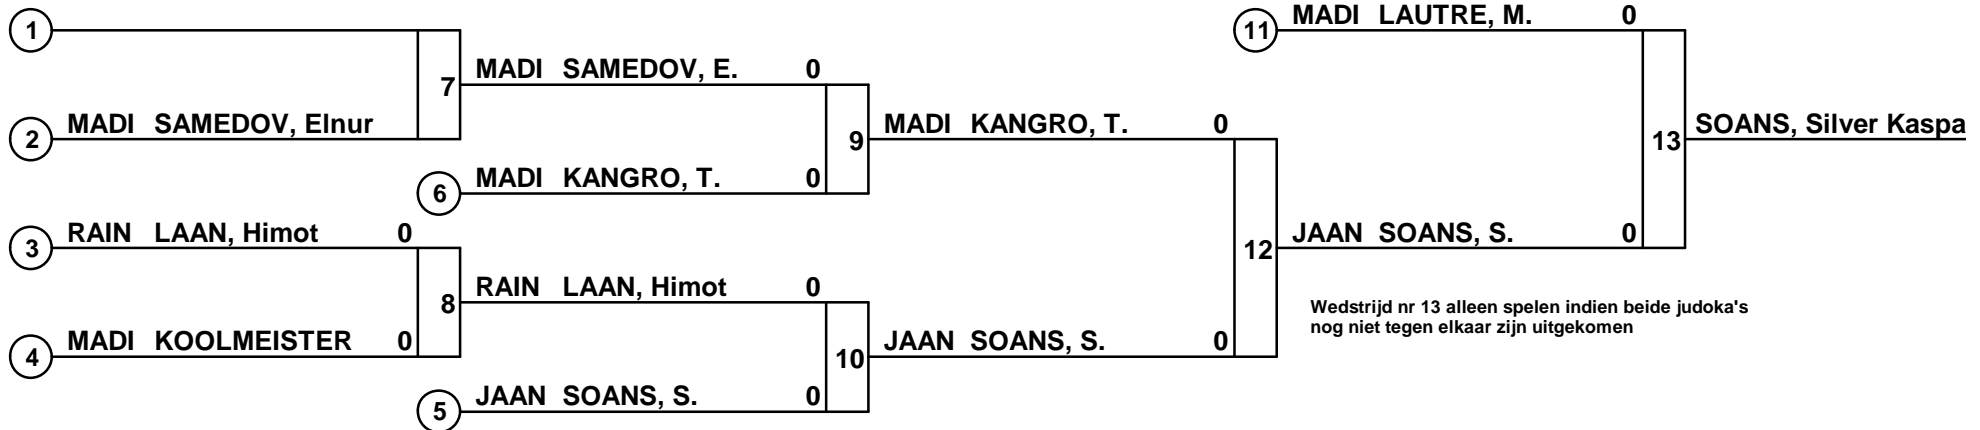 MADI LAUTRE, M. 0
1
11
MADI SAMEDOV, E. 0
7
MADI SAMEDOV, Elnur
MADI KANGRO, T. 0
SOANS, Silver Kaspa
2
9
13
MADI KANGRO, T. 0
6
RAIN LAAN, Himot 0
JAAN SOANS, S. 0
3
12
RAIN LAAN, Himot 0
8
Wedstrijd nr 13 alleen spelen indien beide judoka's
nog niet tegen elkaar zijn uitgekomen
MADI KOOLMEISTER 0
JAAN SOANS, S. 0
4
10
JAAN SOANS, S. 0
5